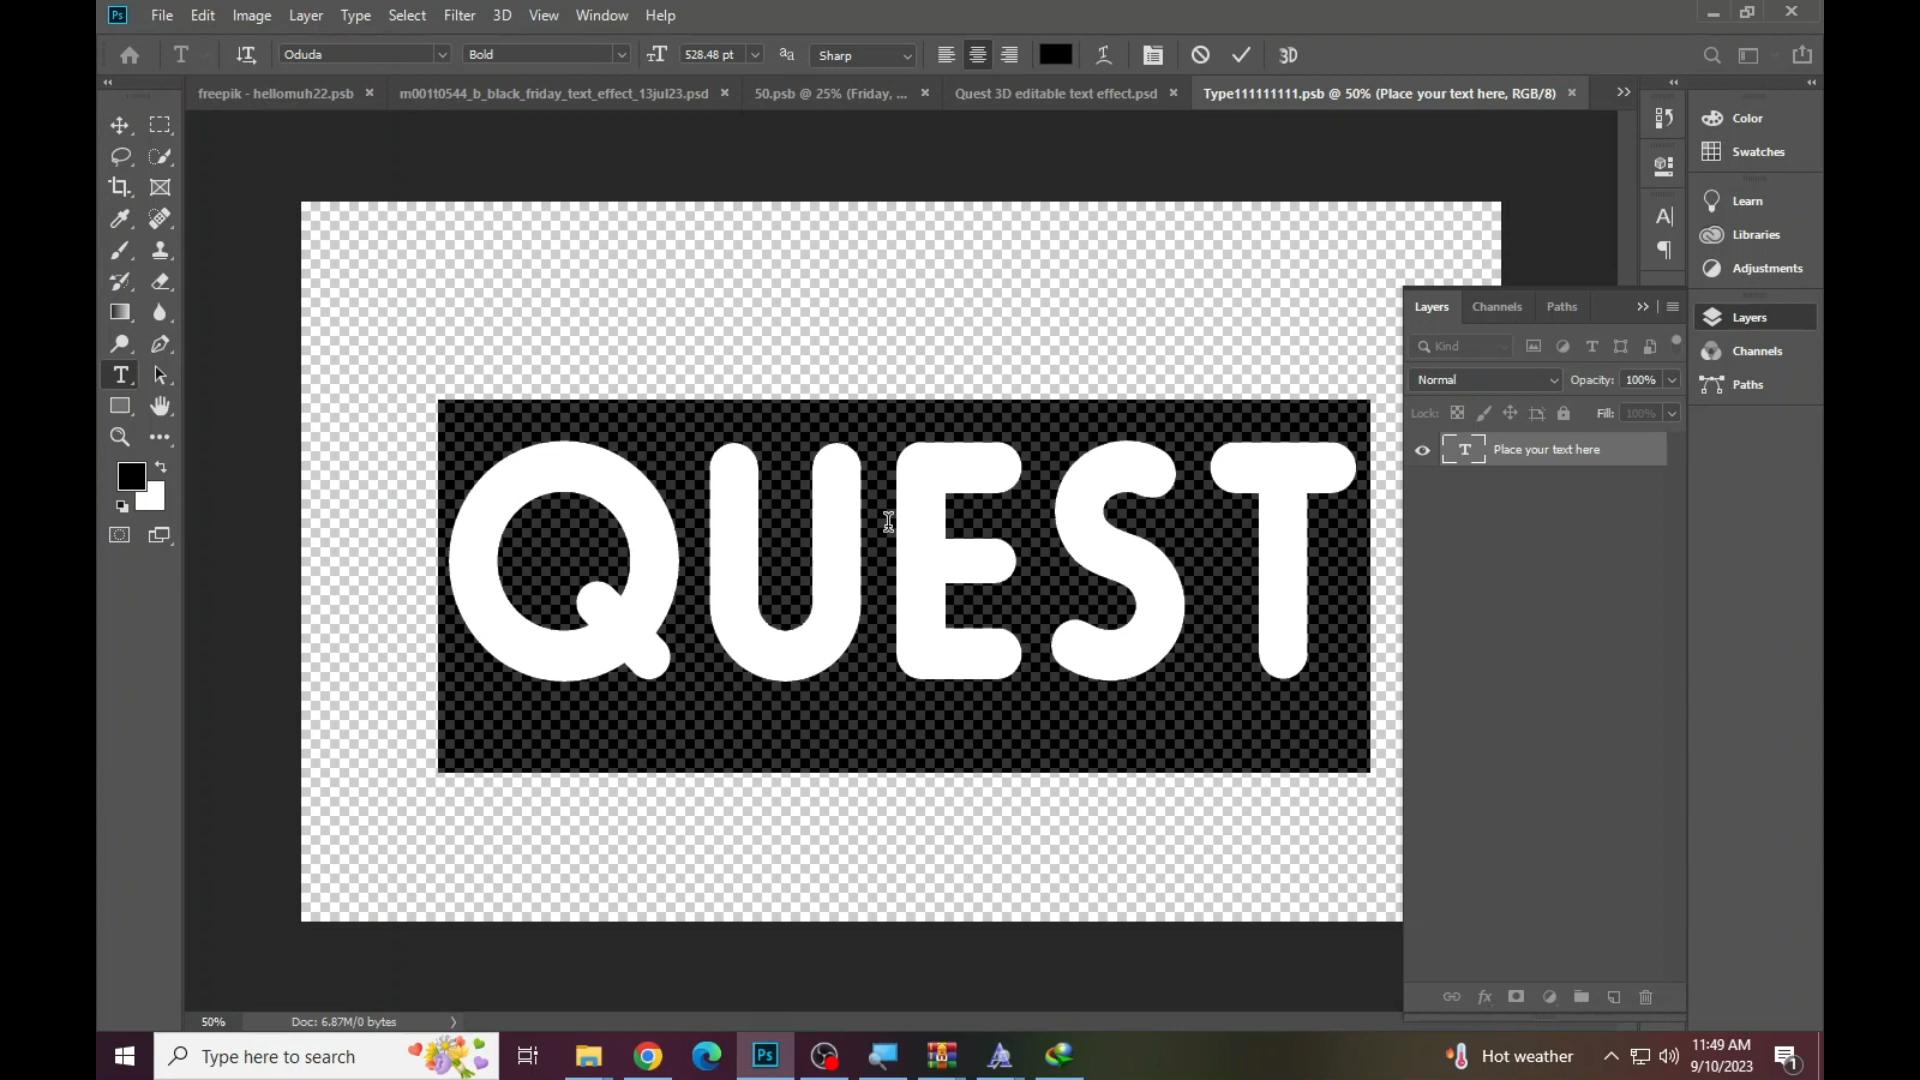 Ps File Edit Image Layer Type Select Filter 3D View Window Help
T Oduda Bold 528.48 pt aa Sharp 3D
freepik - hellomuh22.psb × m001t0544_b_black_friday_text_effect_13jul23.psd × 50.psb @ 25% (Friday, ... × Quest 3D editable text effect.psd × Type111111111.psb @ 50% (Place your text here, RGB/8) ×
Color
Swatches
Learn
Libraries
Adjustments
Layers
Channels
Paths
Layers Channels Paths
Kind
Normal Opacity: 100%
Lock: Fill: 100%
T Place your text here
QUEST
fx
50% Doc: 6.87M/0 bytes
Type here to search
Ps
Hot weather
11:49 AM
9/10/2023
1